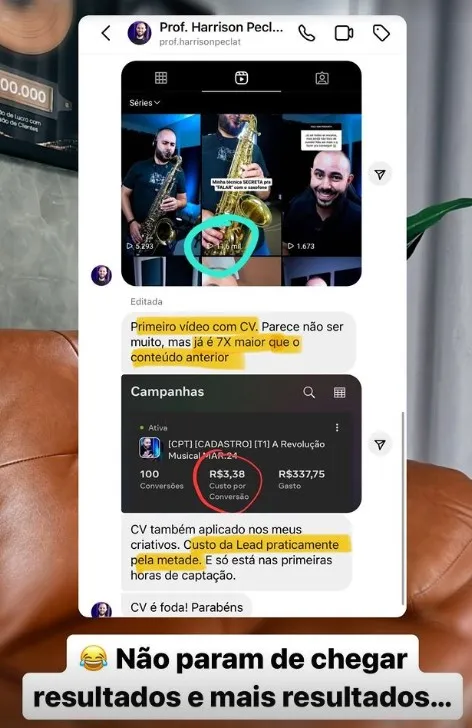 00.000
de Lucro com
de Clientes
Prof. Harrison Pecl...
prof.harrisonpeclat
Séries
Minha técnica SECRETA pra
"FALAR" com o saxofone
5.293
11,6 mil
1.673
Editada
Primeiro vídeo com CV. Parece não ser
muito, mas já é 7X maior que o
conteúdo anterior
Campanhas
Ativa
[CPT] [CADASTRO] [T1] A Revolução
Musical MAR.24
100
R$3,38
R$337,75
Conversões
Custo por
Gasto
Conversão
CV também aplicado nos meus
criativos. Custo da Lead praticamente
pela metade. E só está nas primeiras
horas de captação.
CV é foda! Parabéns
😂 Não param de chegar
resultados e mais resultados...